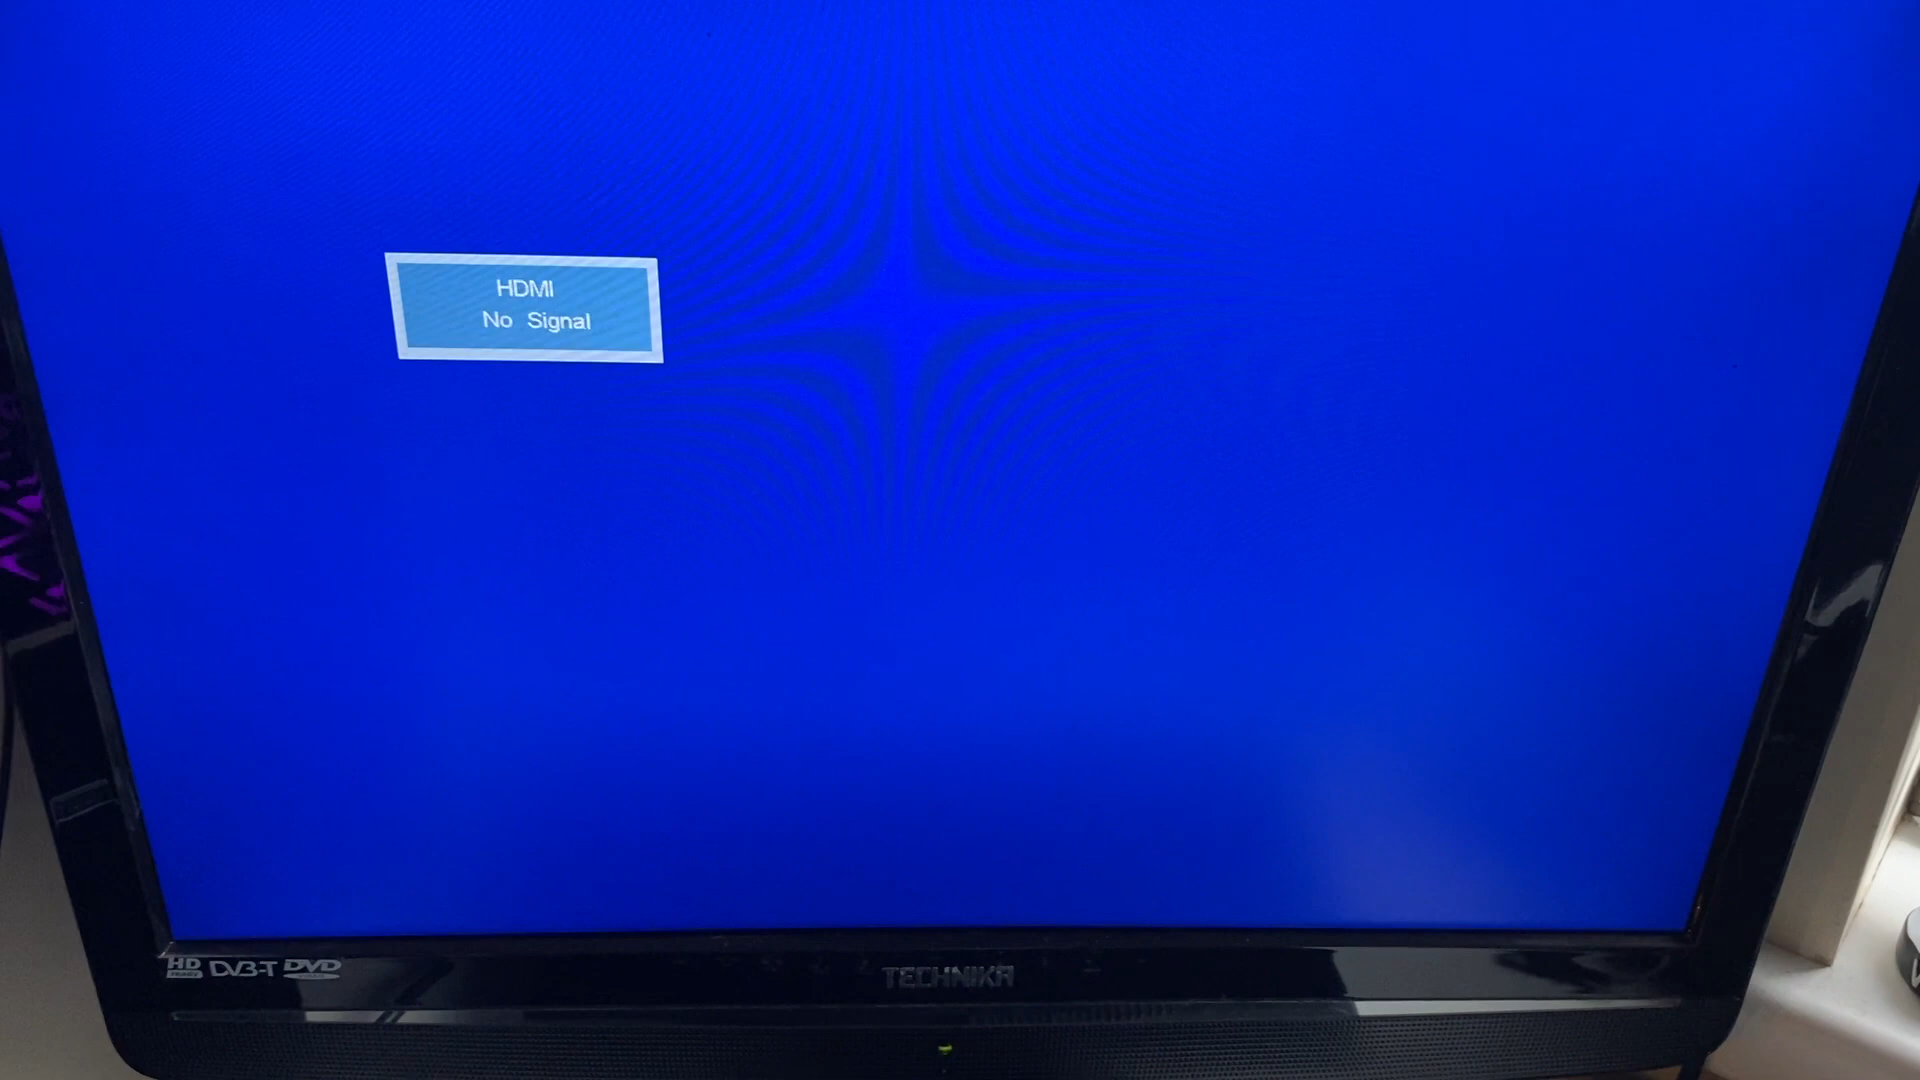 HDMI
No Signal
HD
DVB-T
DVD
TECHNIKA